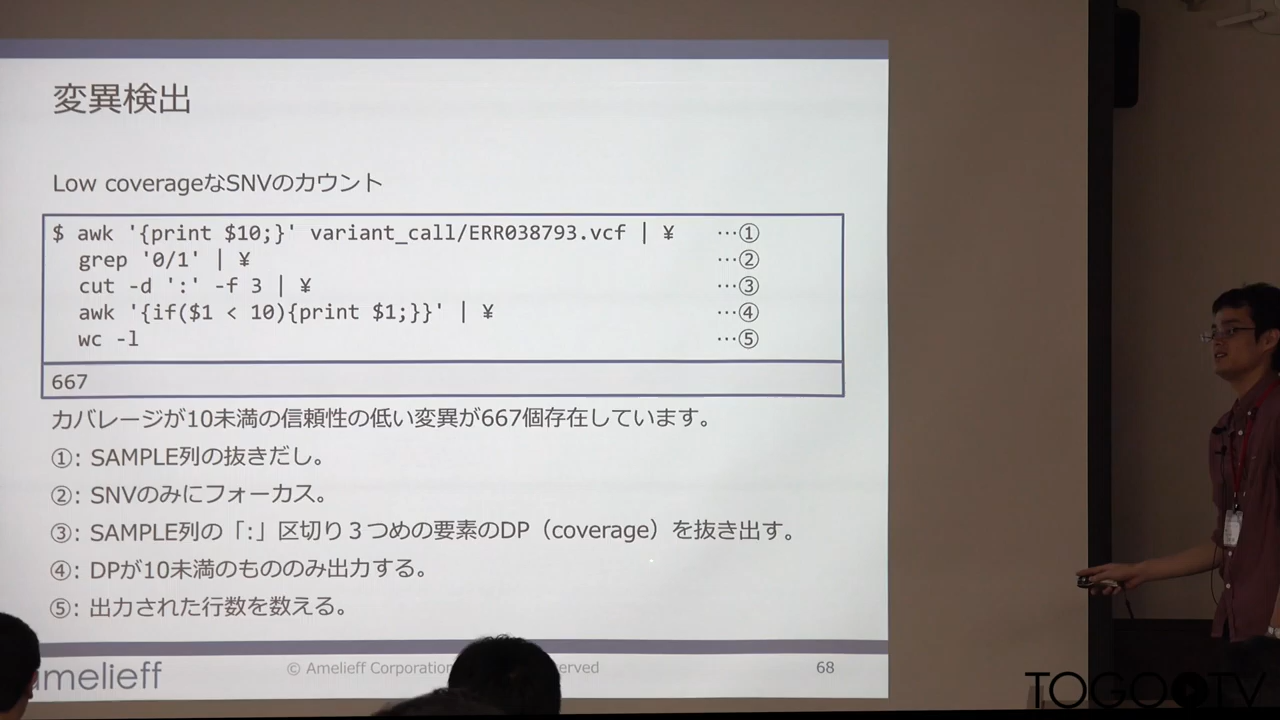 変異検出
Low coverageなSNVのカウント
$ awk '{print $10;}' variant_call/ERR038793.vcf | ¥ …①
grep '0/1' | ¥ …②
cut -d ':' -f 3 | ¥ …③
awk '{if($1 < 10){print $1;}}' | ¥ …④
wc -l …⑤
667
カバレージが10未満の信頼性の低い変異が667個存在しています。
①: SAMPLE列の抜きだし。
②: SNVのみにフォーカス。
③: SAMPLE列の「:」区切り３つめの要素のDP（coverage）を抜き出す。
④: DPが10未満のもののみ出力する。
⑤: 出力された行数を数える。
amelieff
© Amelieff Corporation
68
TOGO TV